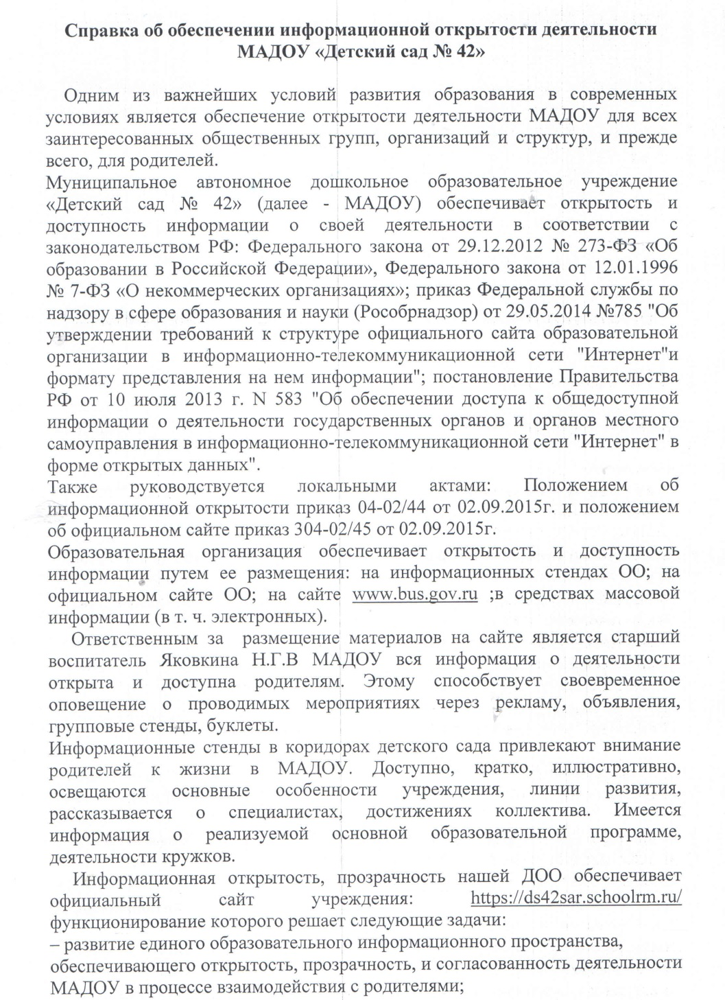 Справка об обеспечении информационной открытости деятельности
МАДОУ «Детский сад № 42»
Одним из важнейших условий развития образования в современных
условиях является обеспечение открытости деятельности МАДОУ для всех
заинтересованных общественных групп, организаций и структур, и прежде
всего, для родителей.
Муниципальное автономное дошкольное образовательное учреждение
«Детский сад № 42» (далее - МАДОУ) обеспечивает открытость и
доступность информации о своей деятельности в соответствии с
законодательством РФ: Федерального закона от 29.12.2012 № 273-ФЗ «Об
образовании в Российской Федерации», Федерального закона от 12.01.1996
№ 7-ФЗ «О некоммерческих организациях»; приказ Федеральной службы по
надзору в сфере образования и науки (Рособрнадзор) от 29.05.2014 №785 "Об
утверждении требований к структуре официального сайта образовательной
организации в информационно-телекоммуникационной сети "Интернет"и
формату представления на нем информации"; постановление Правительства
РФ от 10 июля 2013 г. N 583 "Об обеспечении доступа к общедоступной
информации о деятельности государственных органов и органов местного
самоуправления в информационно-телекоммуникационной сети "Интернет" в
форме открытых данных".
Также руководствуется локальными актами: Положением об
информационной открытости приказ 04-02/44 от 02.09.2015г. и положением
об официальном сайте приказ 304-02/45 от 02.09.2015г.
Образовательная организация обеспечивает открытость и доступность
информации путем ее размещения: на информационных стендах ОО; на
официальном сайте ОО; на сайте www.bus.gov.ru ;в средствах массовой
информации (в т. ч. электронных).
Ответственным за размещение материалов на сайте является старший
воспитатель Яковкина Н.Г.В МАДОУ вся информация о деятельности
открыта и доступна родителям. Этому способствует своевременное
оповещение о проводимых мероприятиях через рекламу, объявления,
групповые стенды, буклеты.
Информационные стенды в коридорах детского сада привлекают внимание
родителей к жизни в МАДОУ. Доступно, кратко, иллюстративно,
освещаются основные особенности учреждения, линии развития,
рассказывается о специалистах, достижениях коллектива. Имеется
информация о реализуемой основной образовательной программе,
деятельности кружков.
Информационная открытость, прозрачность нашей ДОО обеспечивает
официальный сайт учреждения: https://ds42sar.schoolrm.ru/
функционирование которого решает следующие задачи:
– развитие единого образовательного информационного пространства,
обеспечивающего открытость, прозрачность, и согласованность деятельности
МАДОУ в процессе взаимодействия с родителями;